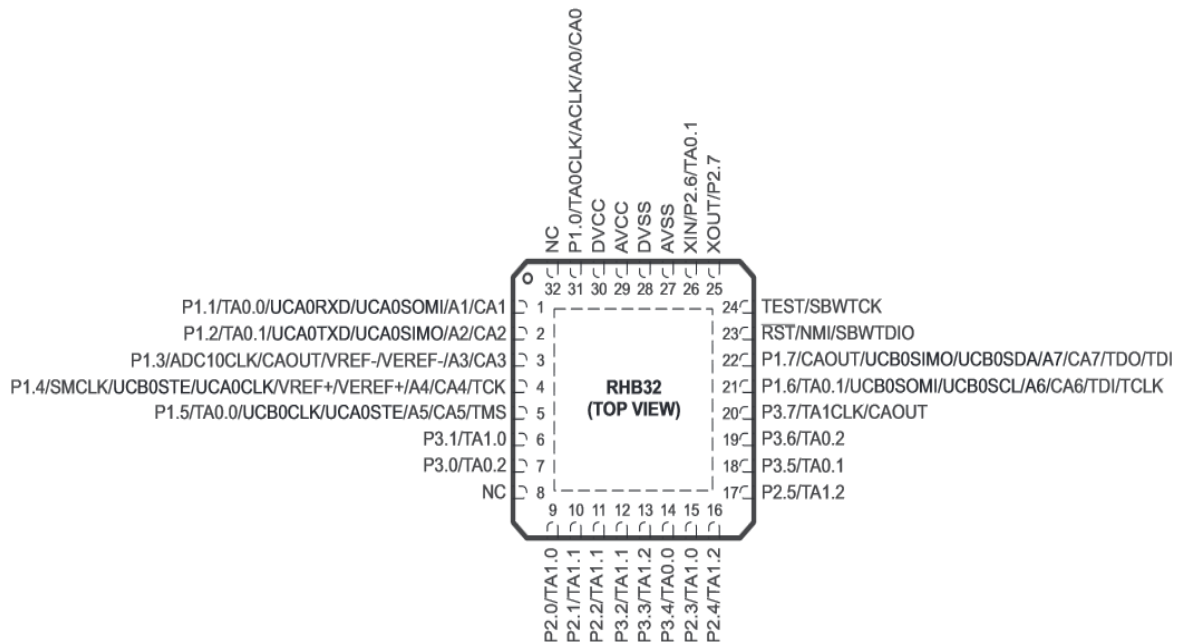 NC
P1.0/TA0CLK/ACLK/A0/CA0
DVCC
AVCC
DVSS
AVSS
XIN/P2.6/TA0.1
XOUT/P2.7
32 31 30 29 28 27 26 25
P1.1/TA0.0/UCA0RXD/UCA0SOMI/A1/CA1 1
P1.2/TA0.1/UCA0TXD/UCA0SIMO/A2/CA2 2
P1.3/ADC10CLK/CAOUT/VREF-/VEREF-/A3/CA3 3
P1.4/SMCLK/UCB0STE/UCA0CLK/VREF+/VEREF+/A4/CA4/TCK 4
P1.5/TA0.0/UCB0CLK/UCA0STE/A5/CA5/TMS 5
P3.1/TA1.0 6
P3.0/TA0.2 7
NC 8
RHB32
(TOP VIEW)
24 TEST/SBWTCK
23 RST/NMI/SBWTDIO
22 P1.7/CAOUT/UCB0SIMO/UCB0SDA/A7/CA7/TDO/TDI
21 P1.6/TA0.1/UCB0SOMI/UCB0SCL/A6/CA6/TDI/TCLK
20 P3.7/TA1CLK/CAOUT
19 P3.6/TA0.2
18 P3.5/TA0.1
17 P2.5/TA1.2
9 10 11 12 13 14 15 16
P2.0/TA1.0
P2.1/TA1.1
P2.2/TA1.1
P3.2/TA1.1
P3.3/TA1.2
P3.4/TA0.0
P2.3/TA1.0
P2.4/TA1.2